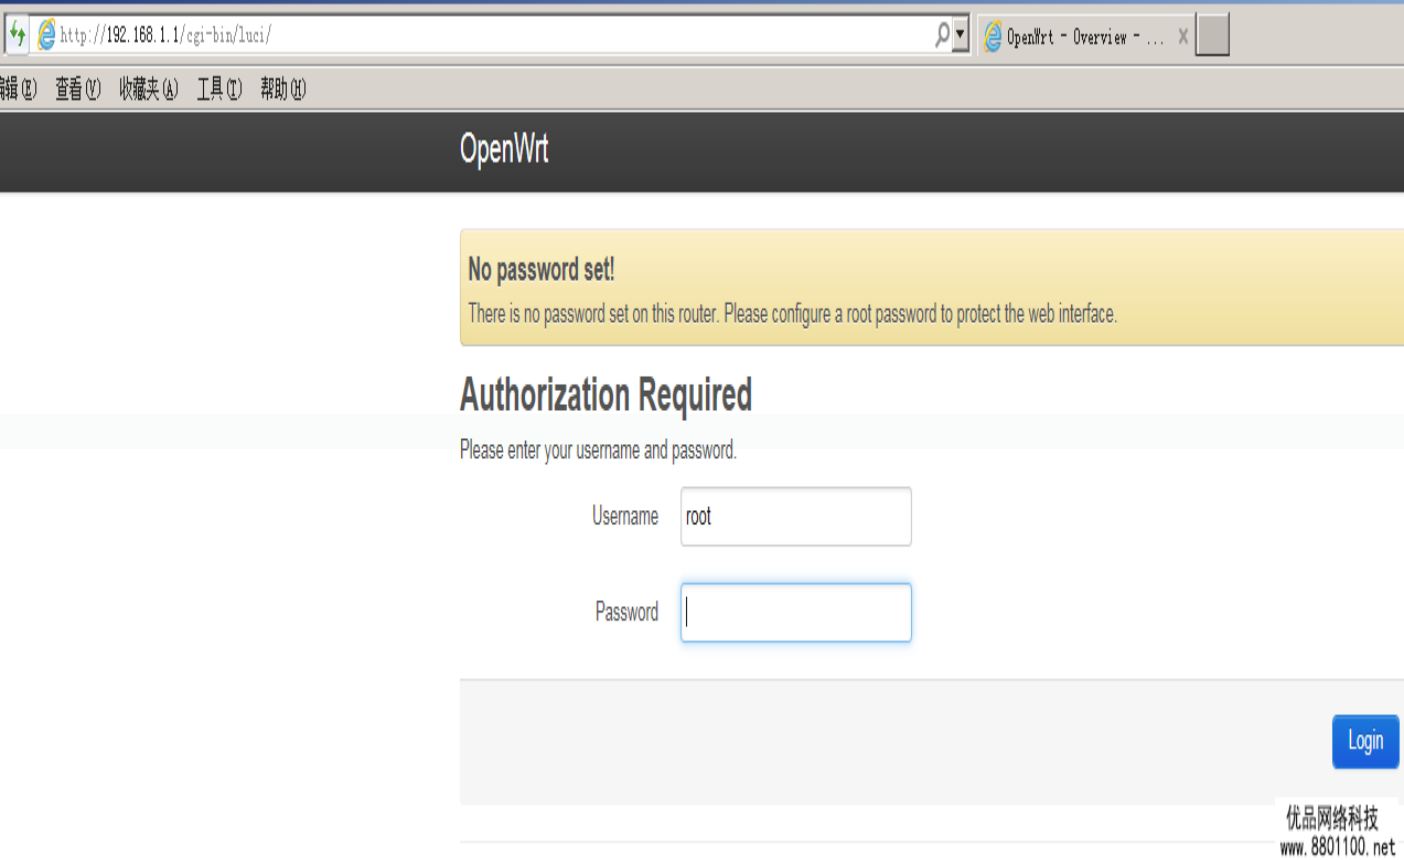 http://192.168.1.1/cgi-bin/luci/
OpenWrt - Overview - ...
编辑(E) 查看(V) 收藏夹(A) 工具(T) 帮助(H)
OpenWrt
No password set!
There is no password set on this router. Please configure a root password to protect the web interface.
Authorization Required
Please enter your username and password.
Username root
Password
Login
优品网络科技
www.8801100.net